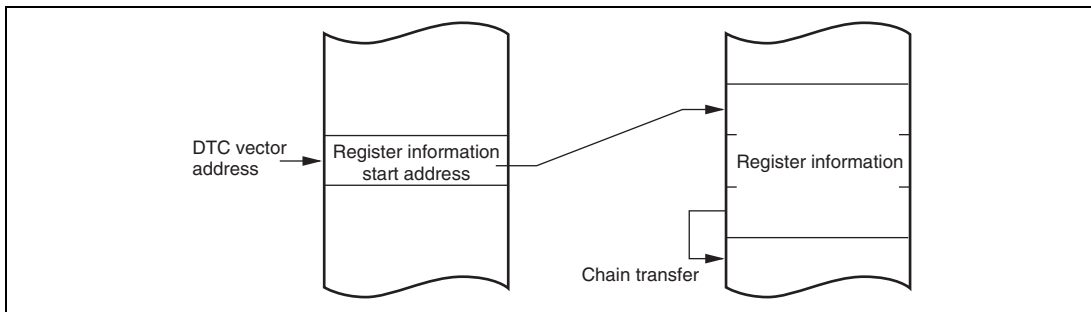 DTC vector
address
Register information
start address
Register information
Chain transfer